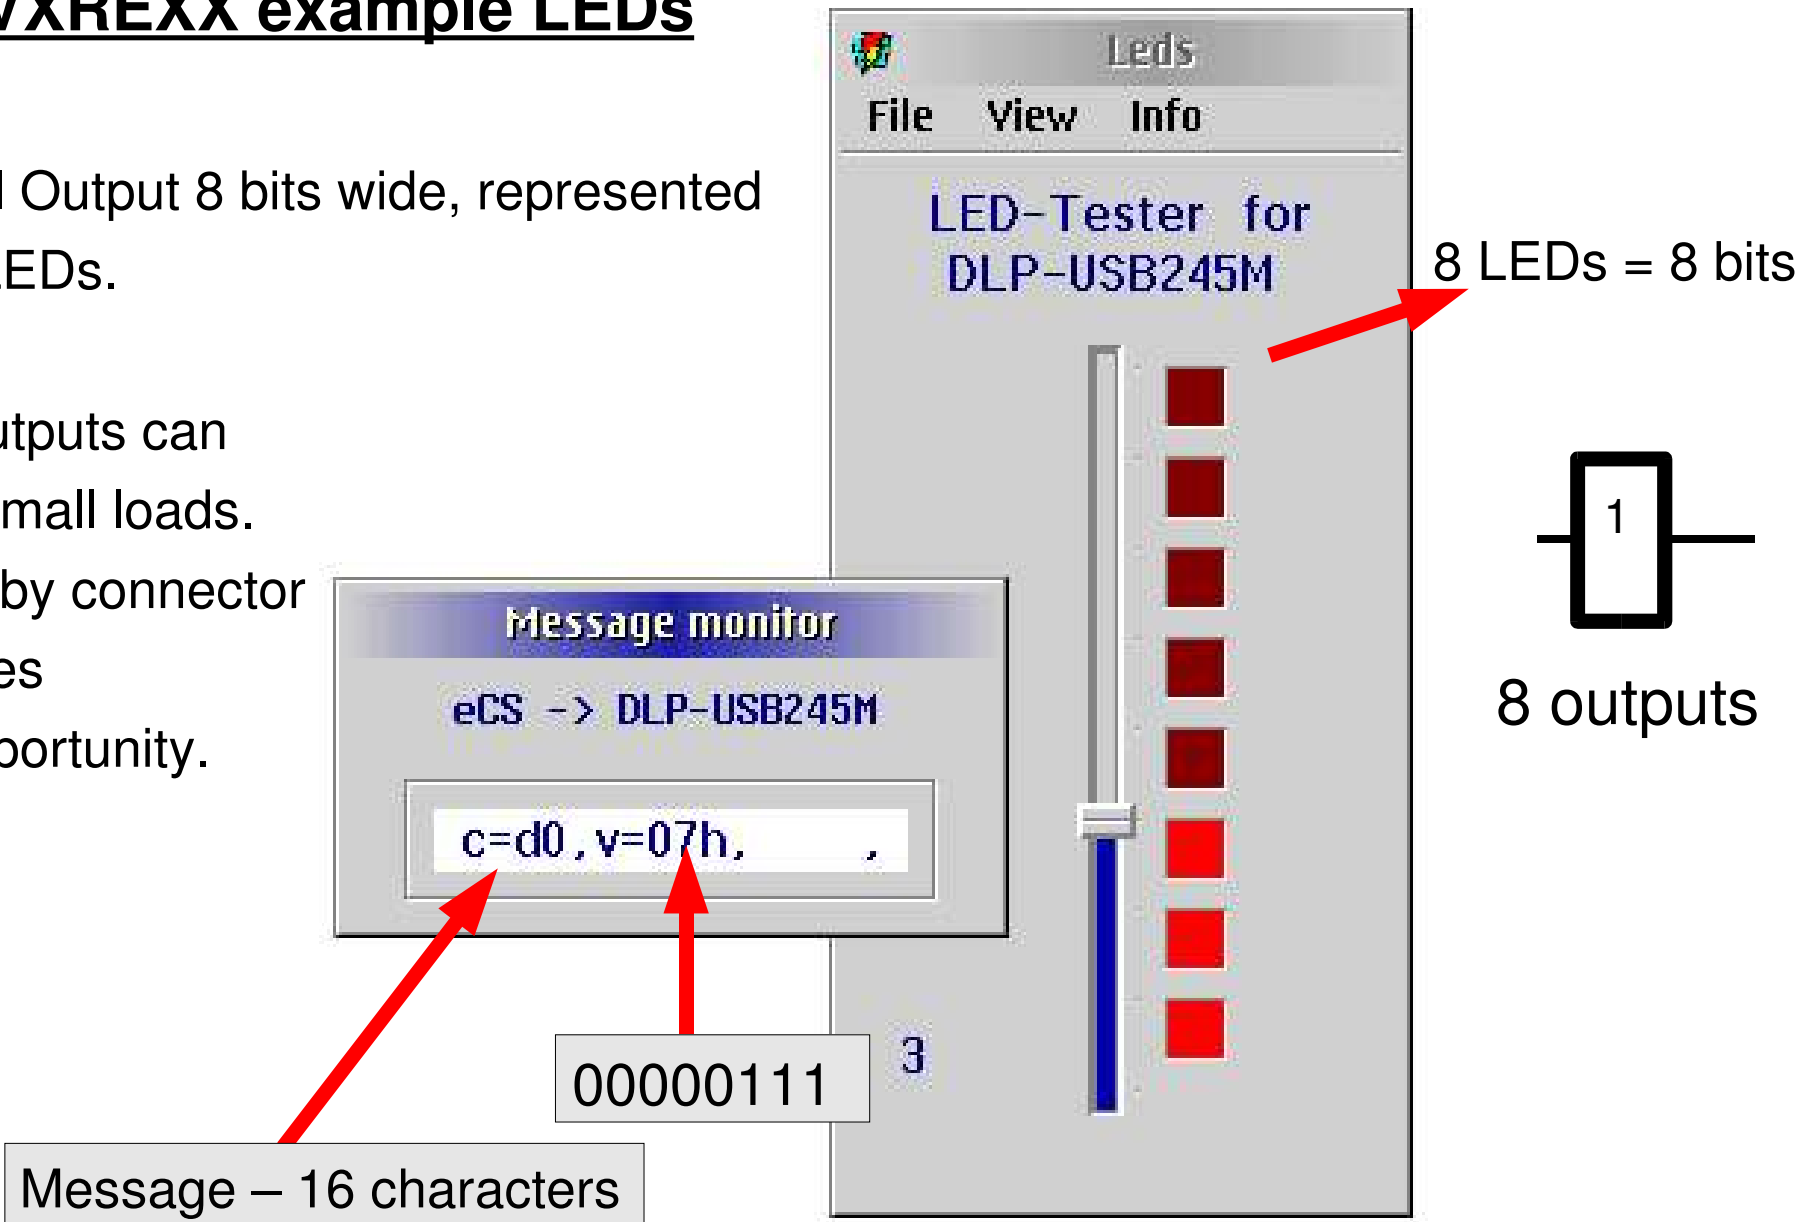 VXREXX example LEDs
Output 8 bits wide, represented
LEDs.
utputs can
mall loads.
by connector
es
portunity.
Leds
File View Info
LED-Tester for
DLP-USB245M
8 LEDs = 8 bits
1
8 outputs
Message monitor
eCS -> DLP-USB245M
c=d0,v=07h, ,
00000111
3
Message – 16 characters